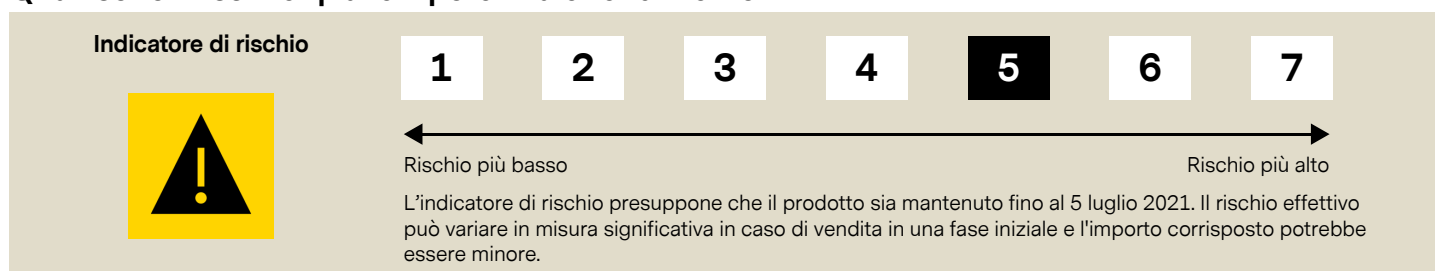 Indicatore di rischio
1 2 3 4 5 6 7
Rischio più basso Rischio più alto
L'indicatore di rischio presuppone che il prodotto sia mantenuto fino al 5 luglio 2021. Il rischio effettivo
può variare in misura significativa in caso di vendita in una fase iniziale e l'importo corrisposto potrebbe
essere minore.